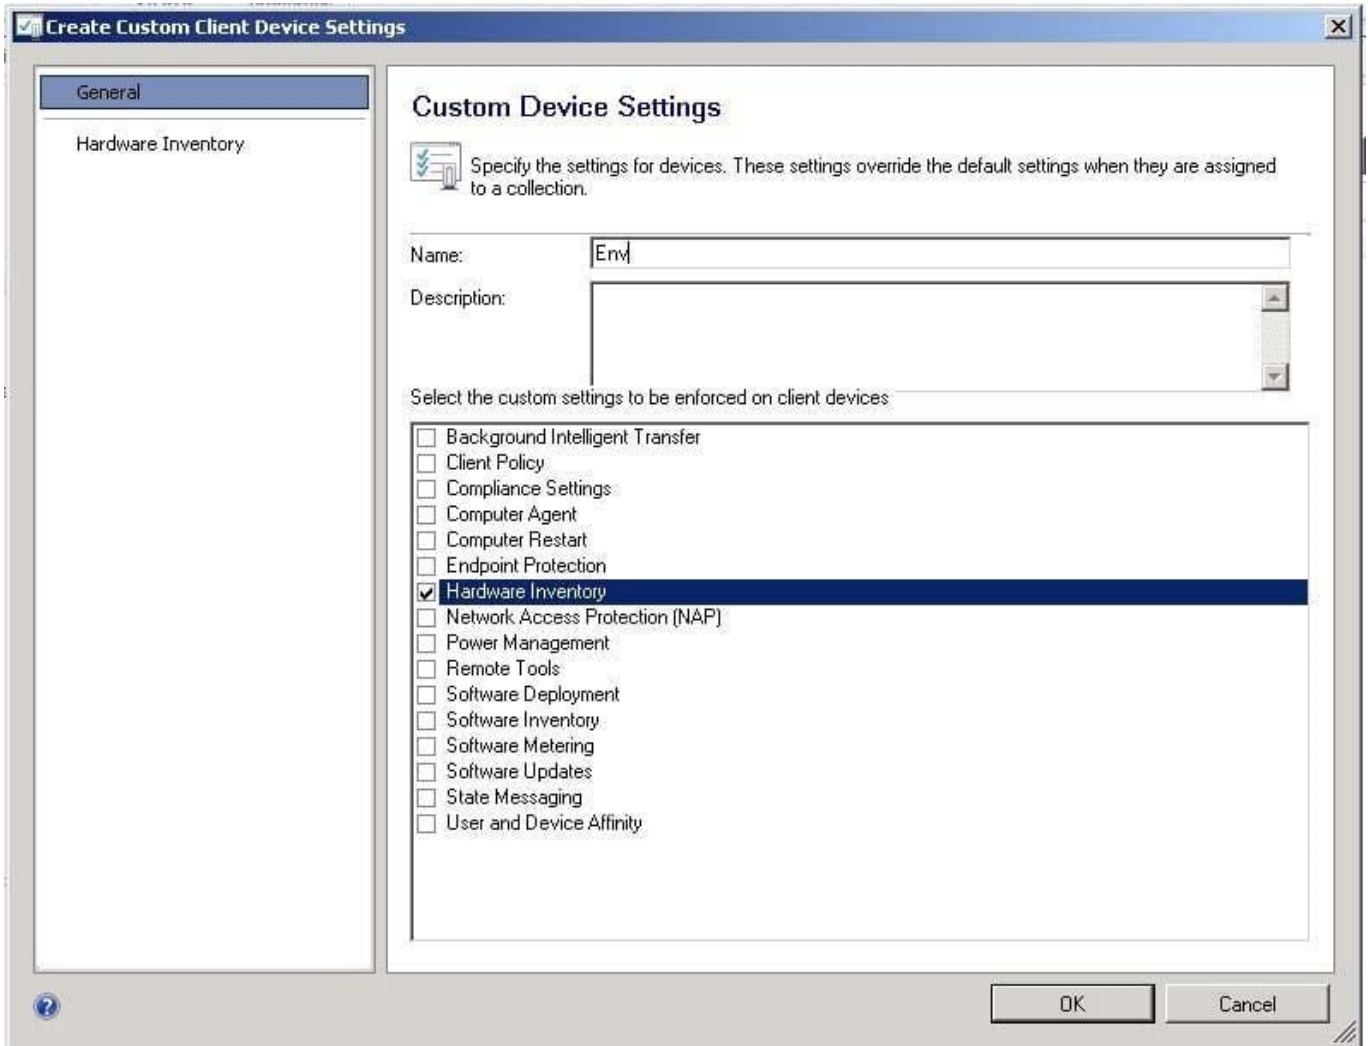 Create Custom Client Device Settings
General
Hardware Inventory
Custom Device Settings
Specify the settings for devices. These settings override the default settings when they are assigned
to a collection.
Name:
Env
Description:
Select the custom settings to be enforced on client devices
Background Intelligent Transfer
Client Policy
Compliance Settings
Computer Agent
Computer Restart
Endpoint Protection
Hardware Inventory
Network Access Protection (NAP)
Power Management
Remote Tools
Software Deployment
Software Inventory
Software Metering
Software Updates
State Messaging
User and Device Affinity
OK
Cancel